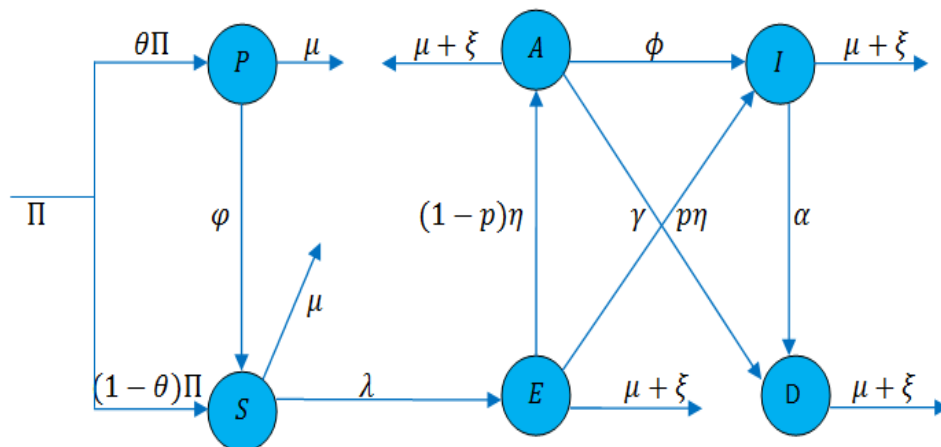 θΠ P μ μ + ξ A ϕ I μ + ξ
Π φ (1 − p)η γ pη α
μ
(1 − θ)Π S λ E μ + ξ D μ + ξ